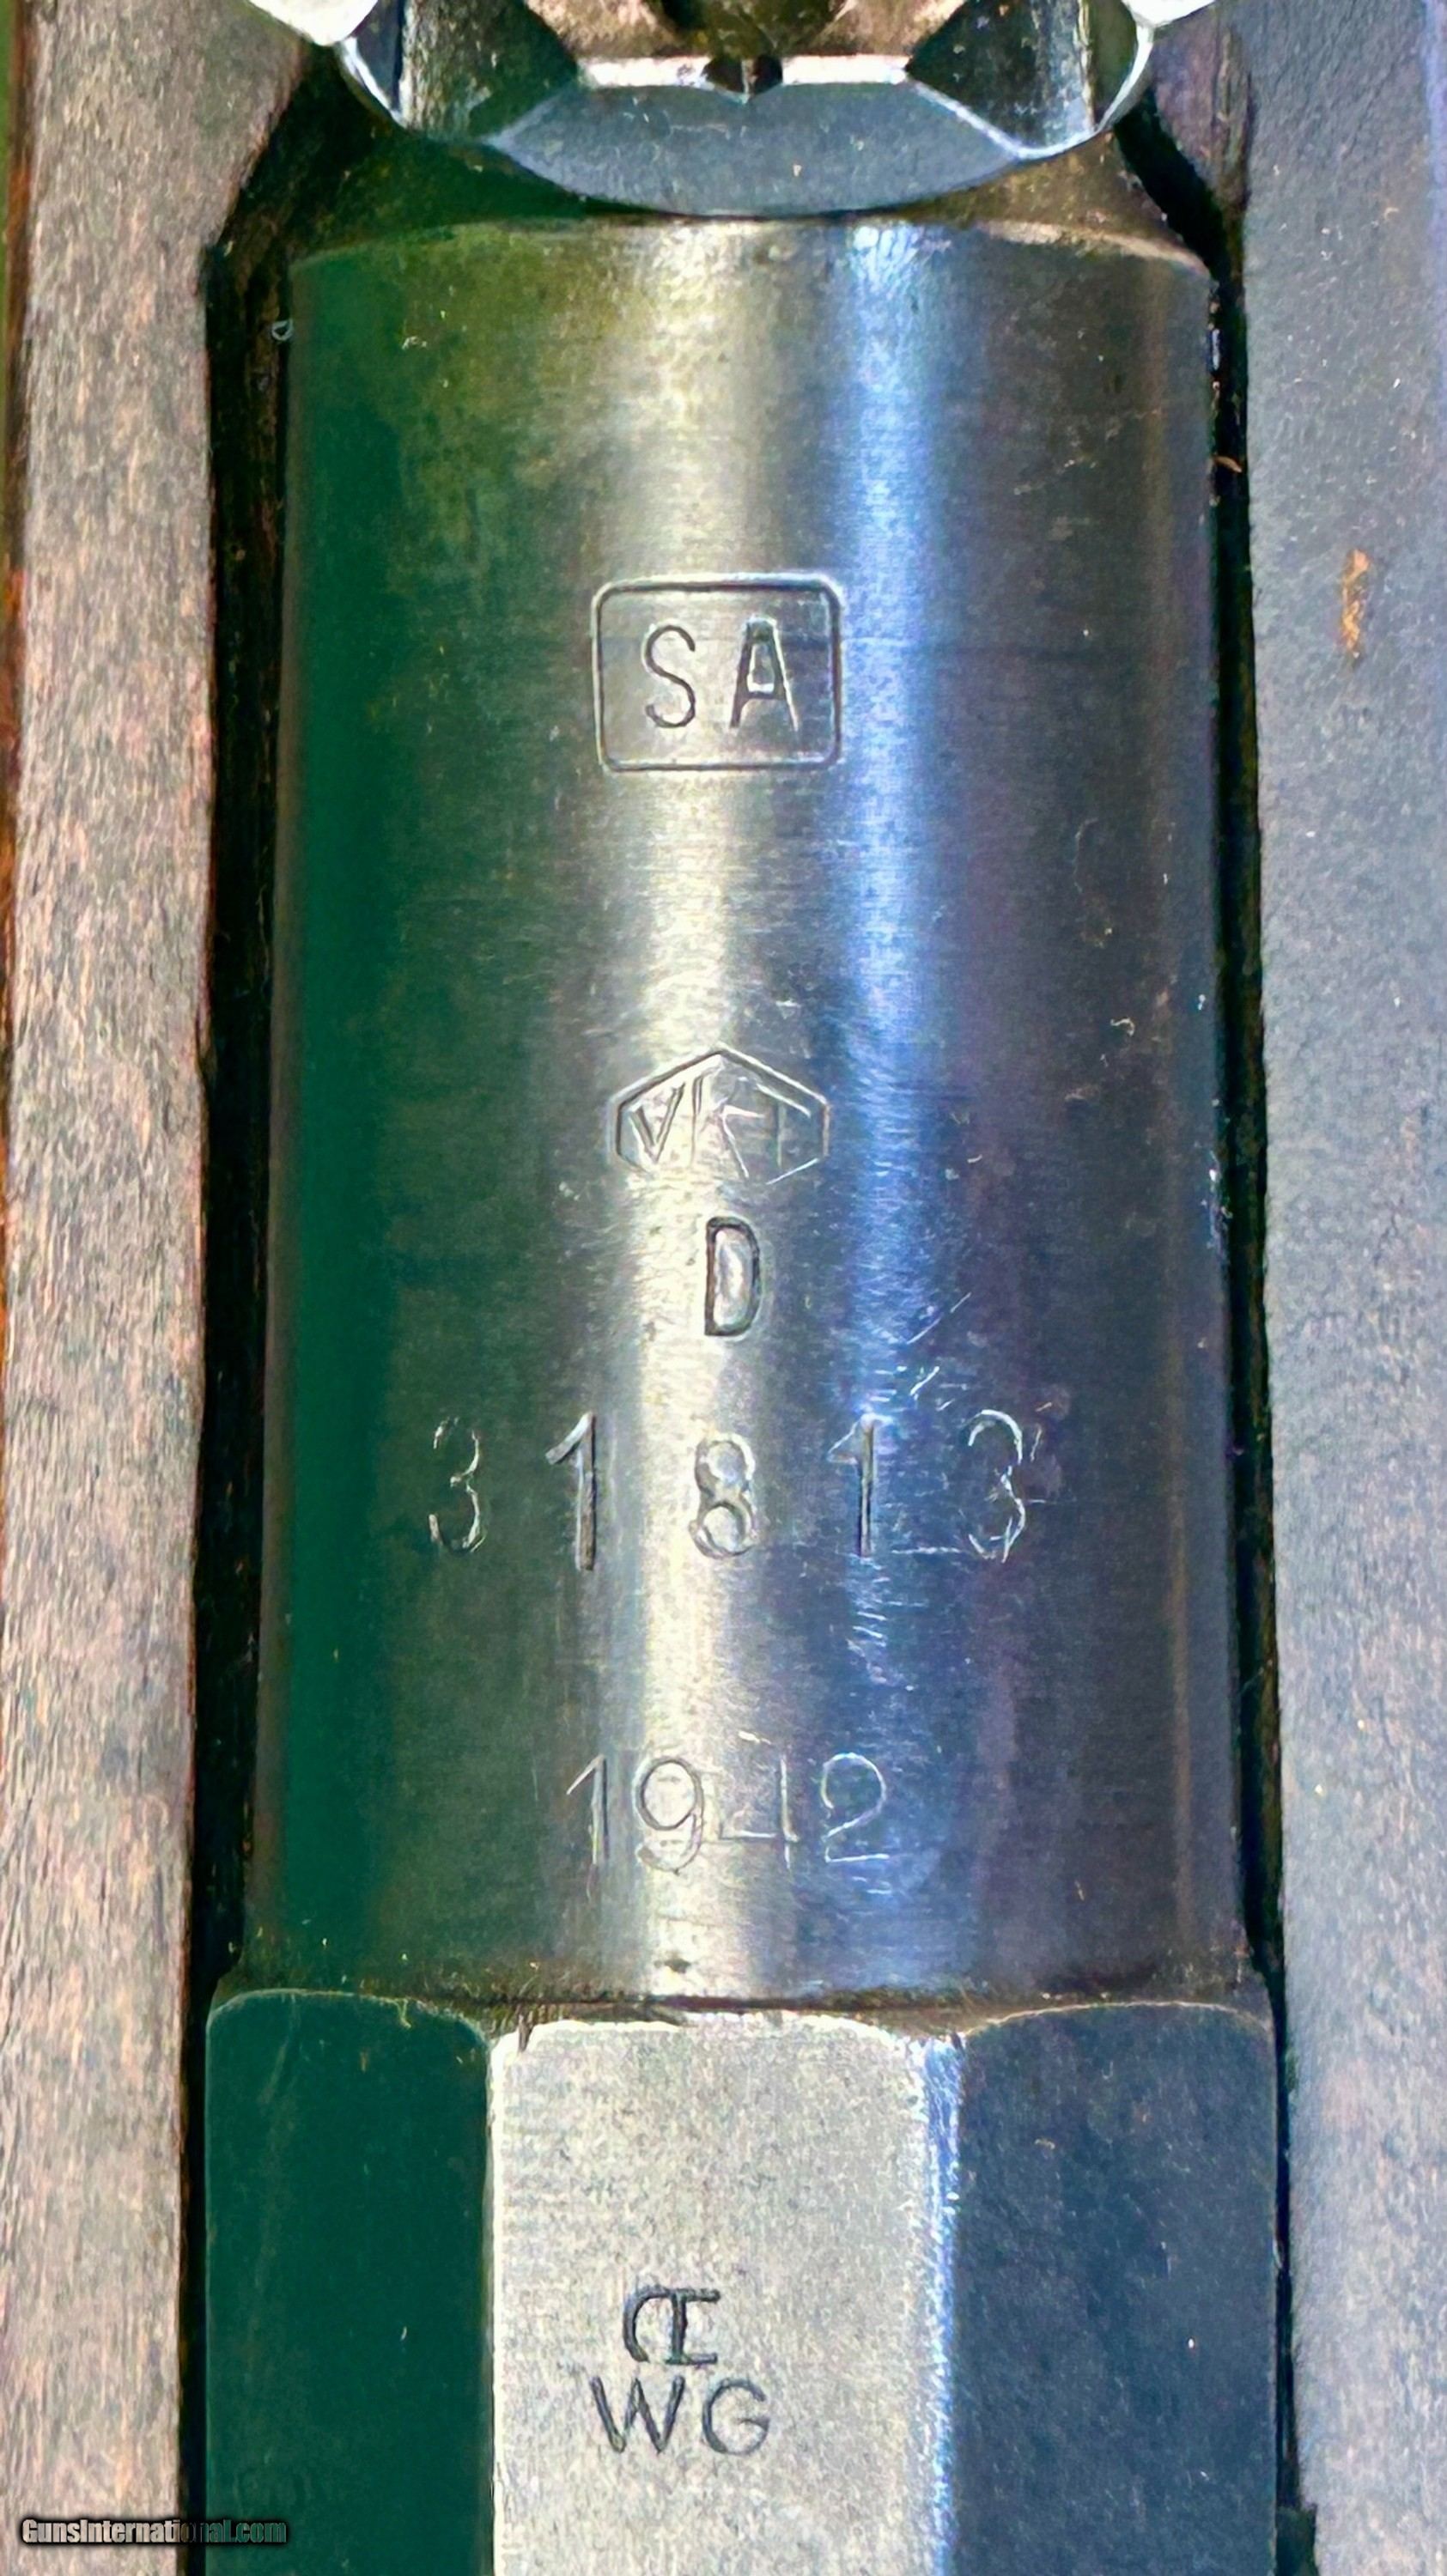 SA
VKT
D
31813
1942
Œ
WG
GunsInternational.com